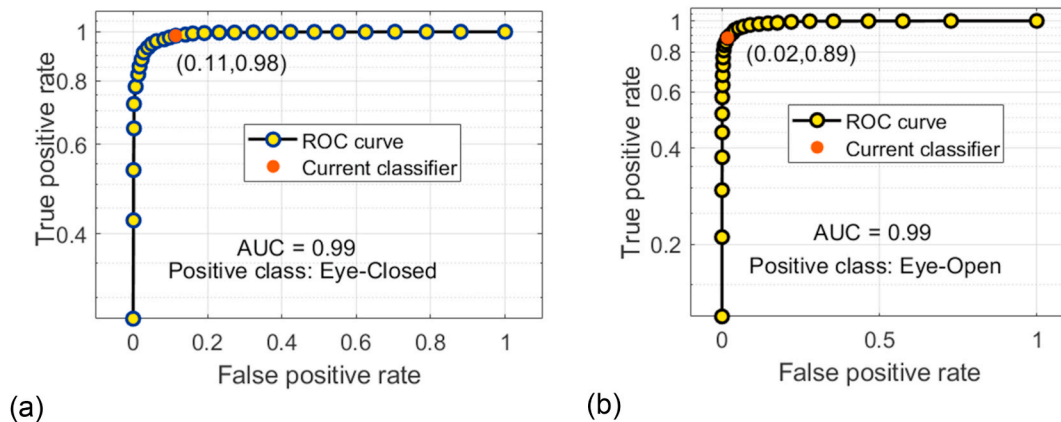 1
0.8
0.6
0.4
True positive rate
(0.11,0.98)
ROC curve
Current classifier
AUC = 0.99
Positive class: Eye-Closed
0 0.2 0.4 0.6 0.8 1
False positive rate
(a)
1
0.8
0.6
0.4
0.2
True positive rate
(0.02,0.89)
ROC curve
Current classifier
AUC = 0.99
Positive class: Eye-Open
0 0.5 1
False positive rate
(b)